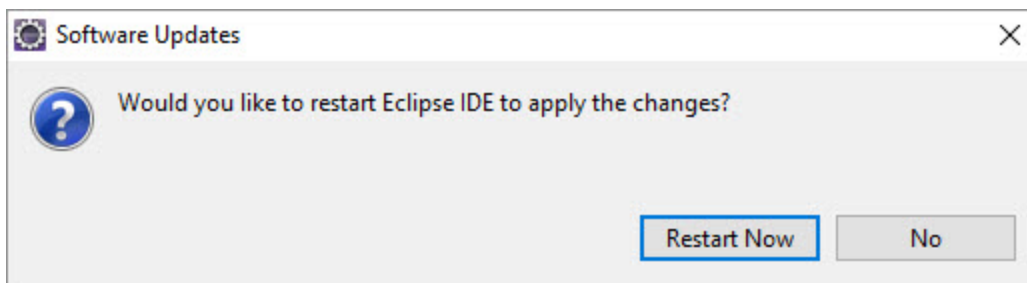 Software Updates
Would you like to restart Eclipse IDE to apply the changes?
Restart Now No